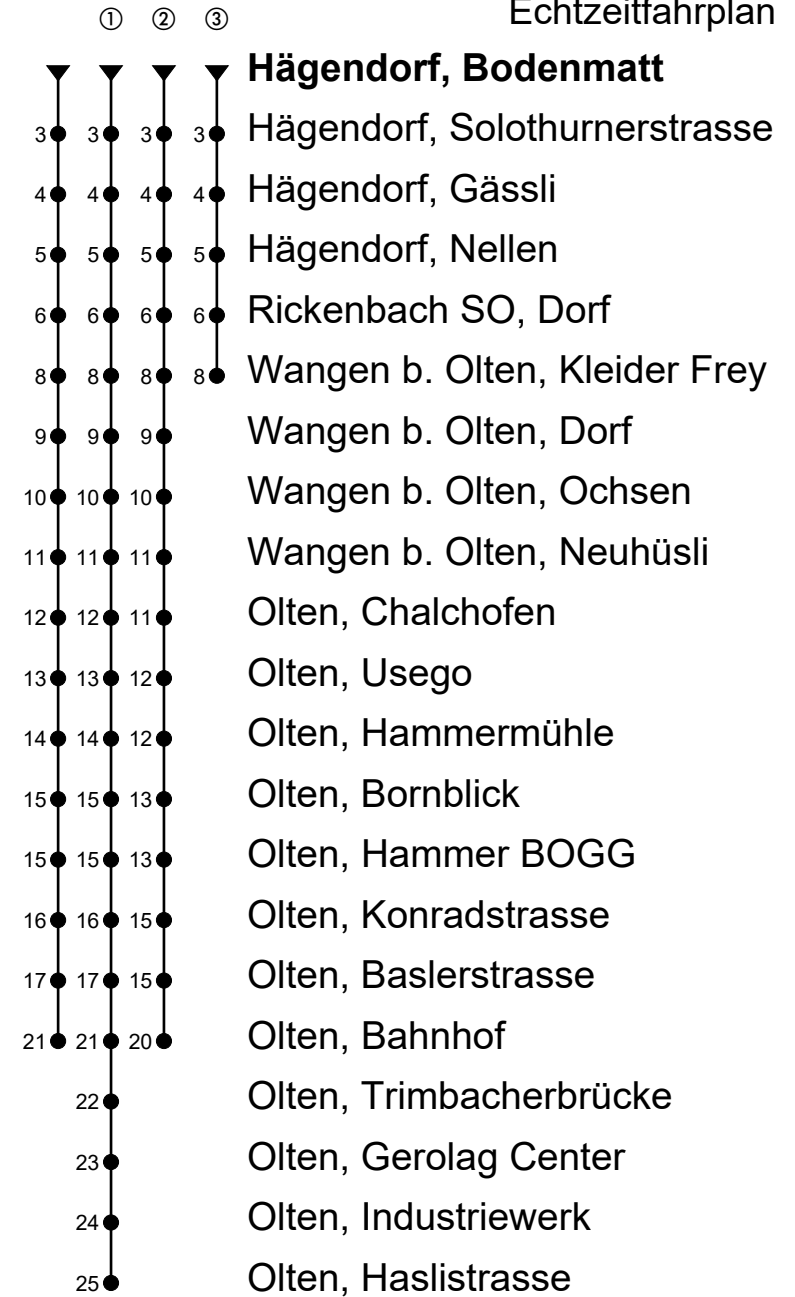 Echtzeitfahrplan
① ② ③
Hägendorf, Bodenmatt
3 3 3 3 Hägendorf, Solothurnerstrasse
4 4 4 4 Hägendorf, Gässli
5 5 5 5 Hägendorf, Nellen
6 6 6 6 Rickenbach SO, Dorf
8 8 8 8 Wangen b. Olten, Kleider Frey
9 9 9 Wangen b. Olten, Dorf
10 10 10 Wangen b. Olten, Ochsen
11 11 11 Wangen b. Olten, Neuhüsli
12 12 11 Olten, Chalchofen
13 13 12 Olten, Usego
14 14 12 Olten, Hammermühle
15 15 13 Olten, Bornblick
15 15 13 Olten, Hammer BOGG
16 16 15 Olten, Konradstrasse
17 17 15 Olten, Baslerstrasse
21 21 20 Olten, Bahnhof
22 Olten, Trimbacherbrücke
23 Olten, Gerolag Center
24 Olten, Industriewerk
25 Olten, Haslistrasse